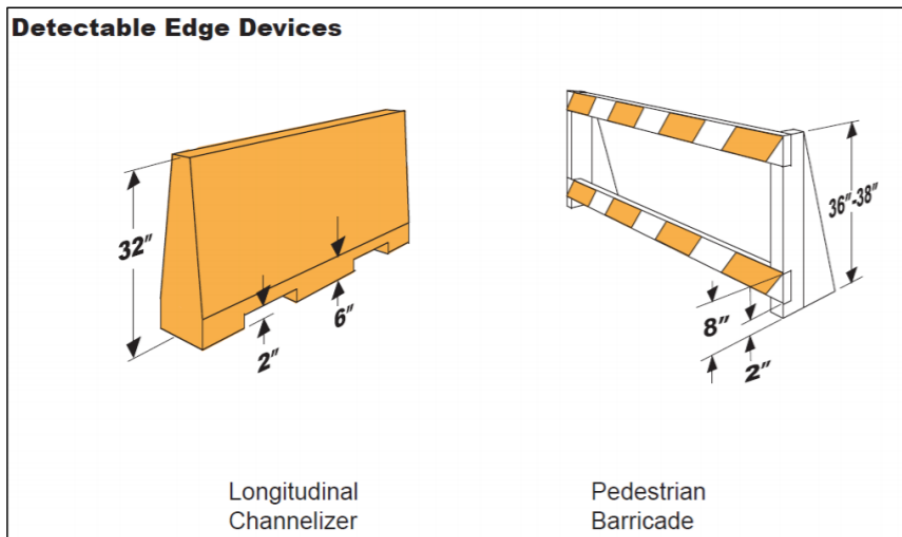 Detectable Edge Devices
32"
2"
6"
36"-38"
8"
2"
Longitudinal
Channelizer
Pedestrian
Barricade